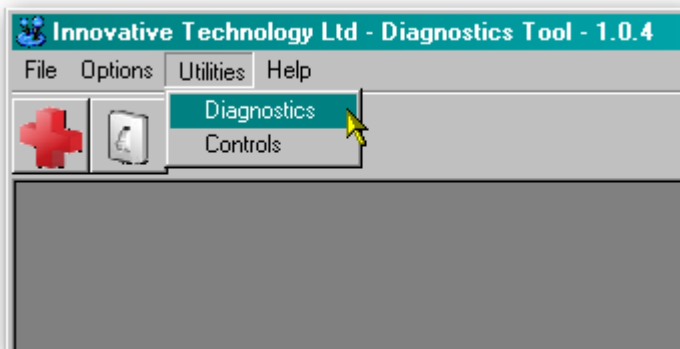 Innovative Technology Ltd - Diagnostics Tool - 1.0.4
File Options Utilities Help
Diagnostics
Controls